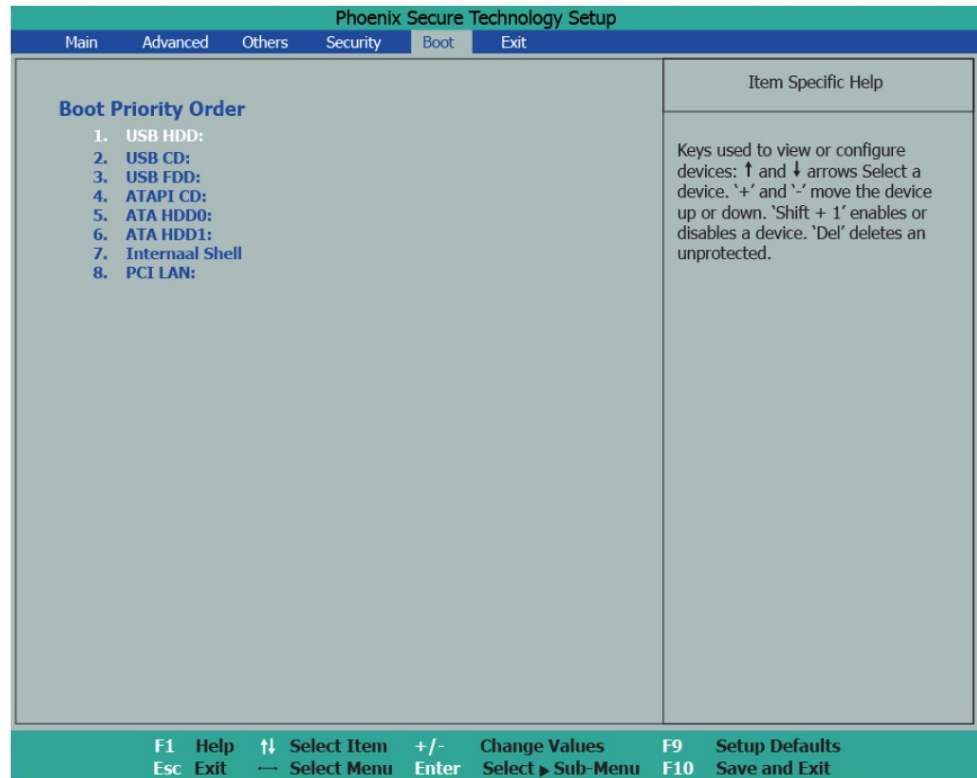 Phoenix Secure Technology Setup
Main Advanced Others Security Boot Exit
Boot Priority Order
1. USB HDD:
2. USB CD:
3. USB FDD:
4. ATAPI CD:
5. ATA HDD0:
6. ATA HDD1:
7. Internaal Shell
8. PCI LAN:
Item Specific Help
Keys used to view or configure
devices: ↑ and ↓ arrows Select a
device. ‵+′ and ‵-′ move the device
up or down. ‵Shift + 1′ enables or
disables a device. ‵Del′ deletes an
unprotected.
F1 Help ↑↓ Select Item +/- Change Values F9 Setup Defaults
Esc Exit ↔ Select Menu Enter Select ▶ Sub-Menu F10 Save and Exit